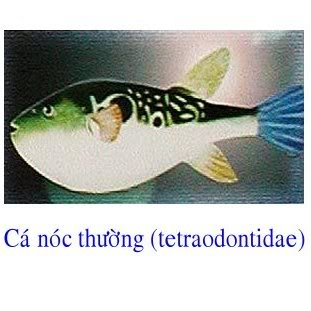 Cá nóc thường (tetraodontidae)